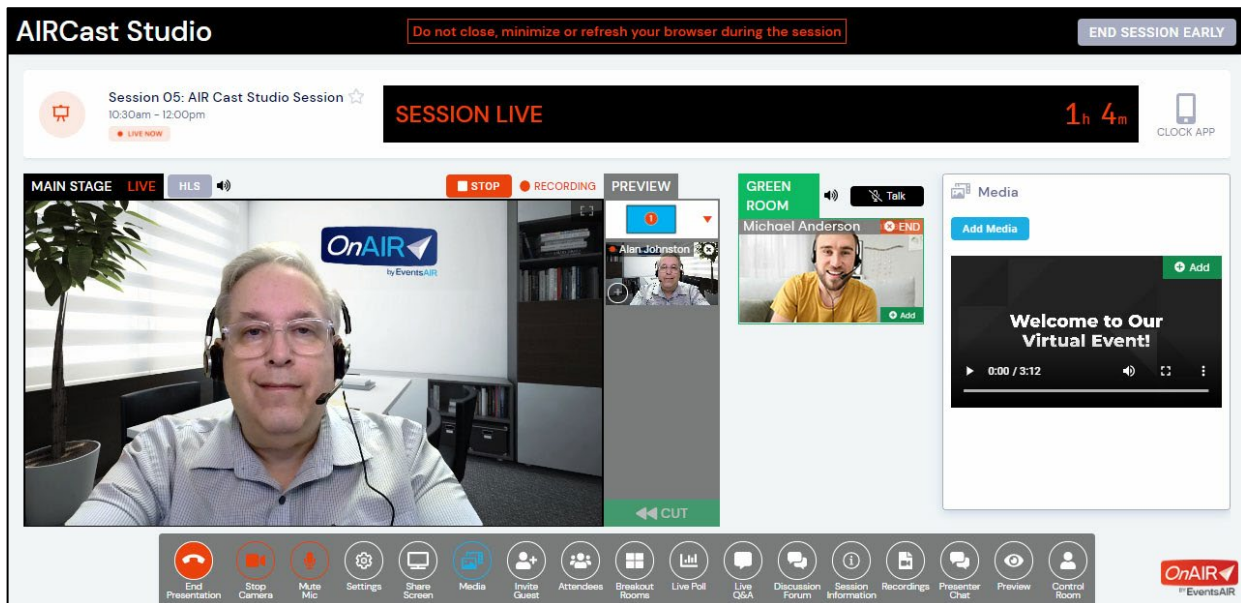 AIRCast Studio
Do not close, minimize or refresh your browser during the session
END SESSION EARLY
Session 05: AIR Cast Studio Session
10:30am - 12:00pm
LIVE NOW
SESSION LIVE
1h 4m
CLOCK APP
MAIN STAGE LIVE
HLS
STOP
RECORDING
PREVIEW
1
Alan Johnston
CUT
OnAIR
by EventsAIR
GREEN
ROOM
Talk
Michael Anderson
END
Add
Media
Add Media
Add
Welcome to Our
Virtual Event!
0:00 / 3:12
End
Presentation
Stop
Camera
Mute
Mic
Settings
Share
Screen
Media
Invite
Guest
Attendees
Breakout
Rooms
Live Poll
Live
Q&A
Discussion
Forum
Session
Information
Recordings
Presenter
Chat
Preview
Control
Room
OnAIR
BY EventsAIR